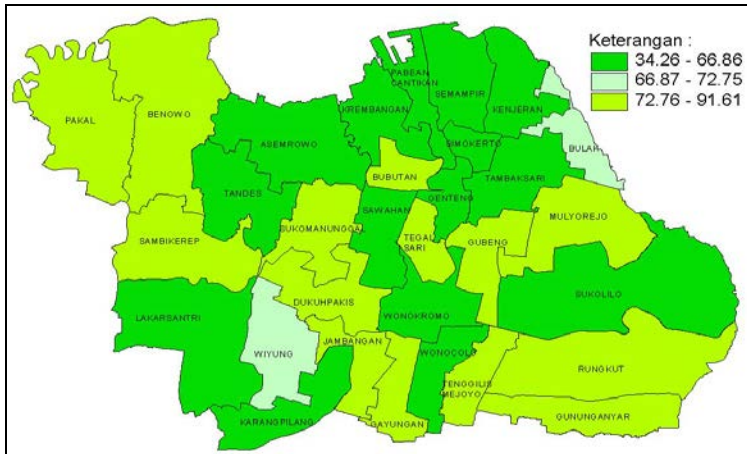 Keterangan :
34.26 - 66.86
66.87 - 72.75
72.76 - 91.61
PABEAN
CANTIKAN
SEMAMPIR
KREMBANGAN
KENJERAN
PAKAL
BENOWO
ASEMROWO
SIMOKERTO
BULAK
BUBUTAN
TAMBAKSARI
TANDES
GENTENG
SAWAHAN
MULYOREJO
SUKOMANUNGGAL
TEGAL
SARI
GUBENG
SAMBIKEREP
DUKUHPAKIS
SUKOLILO
LAKARSANTRI
WONOKROMO
JAMBANGAN
WIYUNG
WONOCOLO
RUNGKUT
TENGGILIS
MEJOYO
GUNUNGANYAR
KARANGPILANG
GAYUNGAN